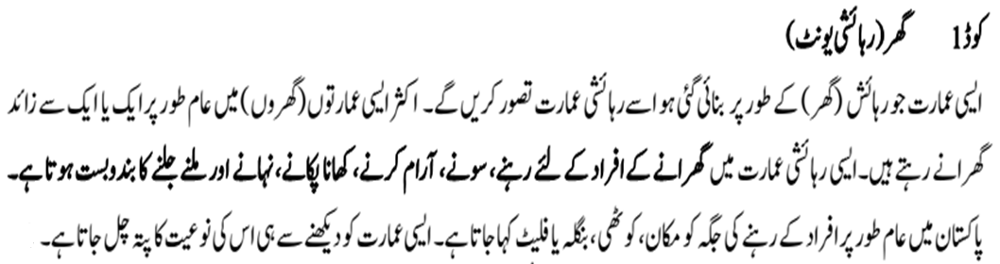 کوڈ1 گھر (رہائشی یونٹ)
ایسی عمارت جو رہائش (گھر) کے طور پر بنائی گئی ہو اسے رہائشی عمارت تصور کریں گے۔ اکثر ایسی عمارتوں (گھروں) میں عام طور پر ایک یا ایک سے زائد
گھرانے رہتے ہیں۔ ایسی رہائشی عمارت میں گھرانے کے افراد کے لئے رہنے، سونے، آرام کرنے، کھانا پکانے، نہانے اور ملنے جلنے کا بندوبست ہوتا ہے۔
پاکستان میں عام طور پر افراد کے رہنے کی جگہ کو مکان، کوٹھی، بنگلہ یا فلیٹ کہا جاتا ہے۔ ایسی عمارت کو دیکھنے سے ہی اس کی نوعیت کا پتہ چل جاتا ہے۔